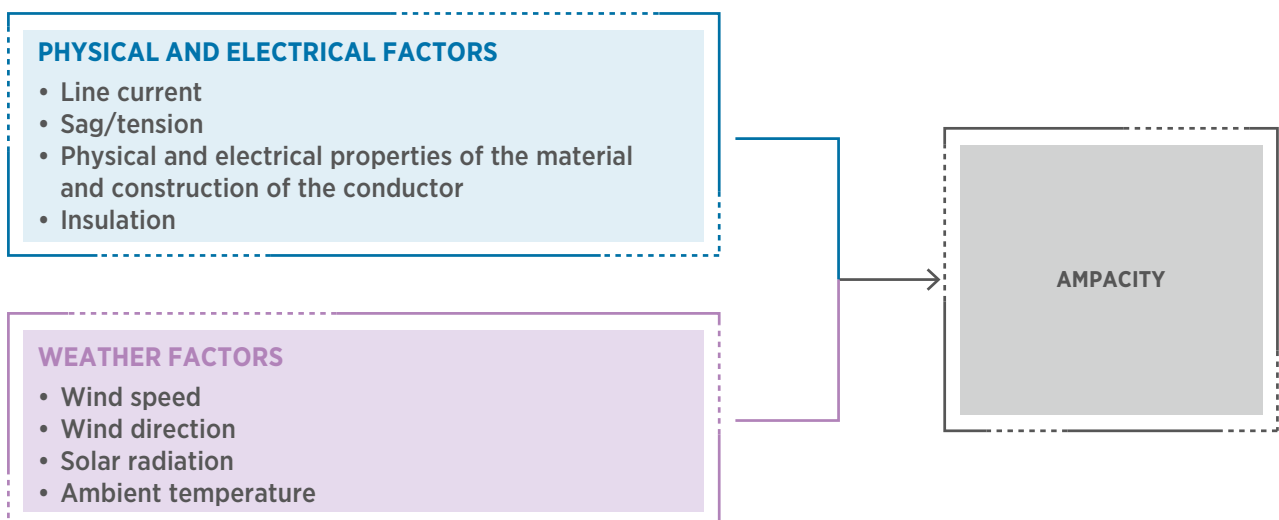 PHYSICAL AND ELECTRICAL FACTORS
• Line current
• Sag/tension
• Physical and electrical properties of the material
and construction of the conductor
• Insulation
AMPACITY
WEATHER FACTORS
• Wind speed
• Wind direction
• Solar radiation
• Ambient temperature